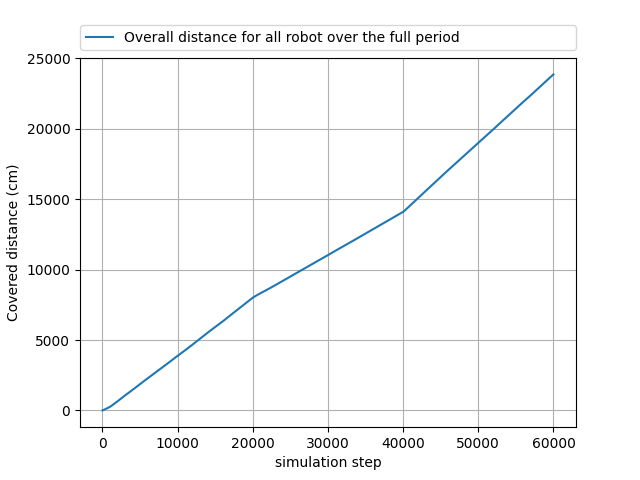 Overall distance for all robot over the full period
25000
20000
15000
10000
5000
0
Covered distance (cm)
0 10000 20000 30000 40000 50000 60000
simulation step